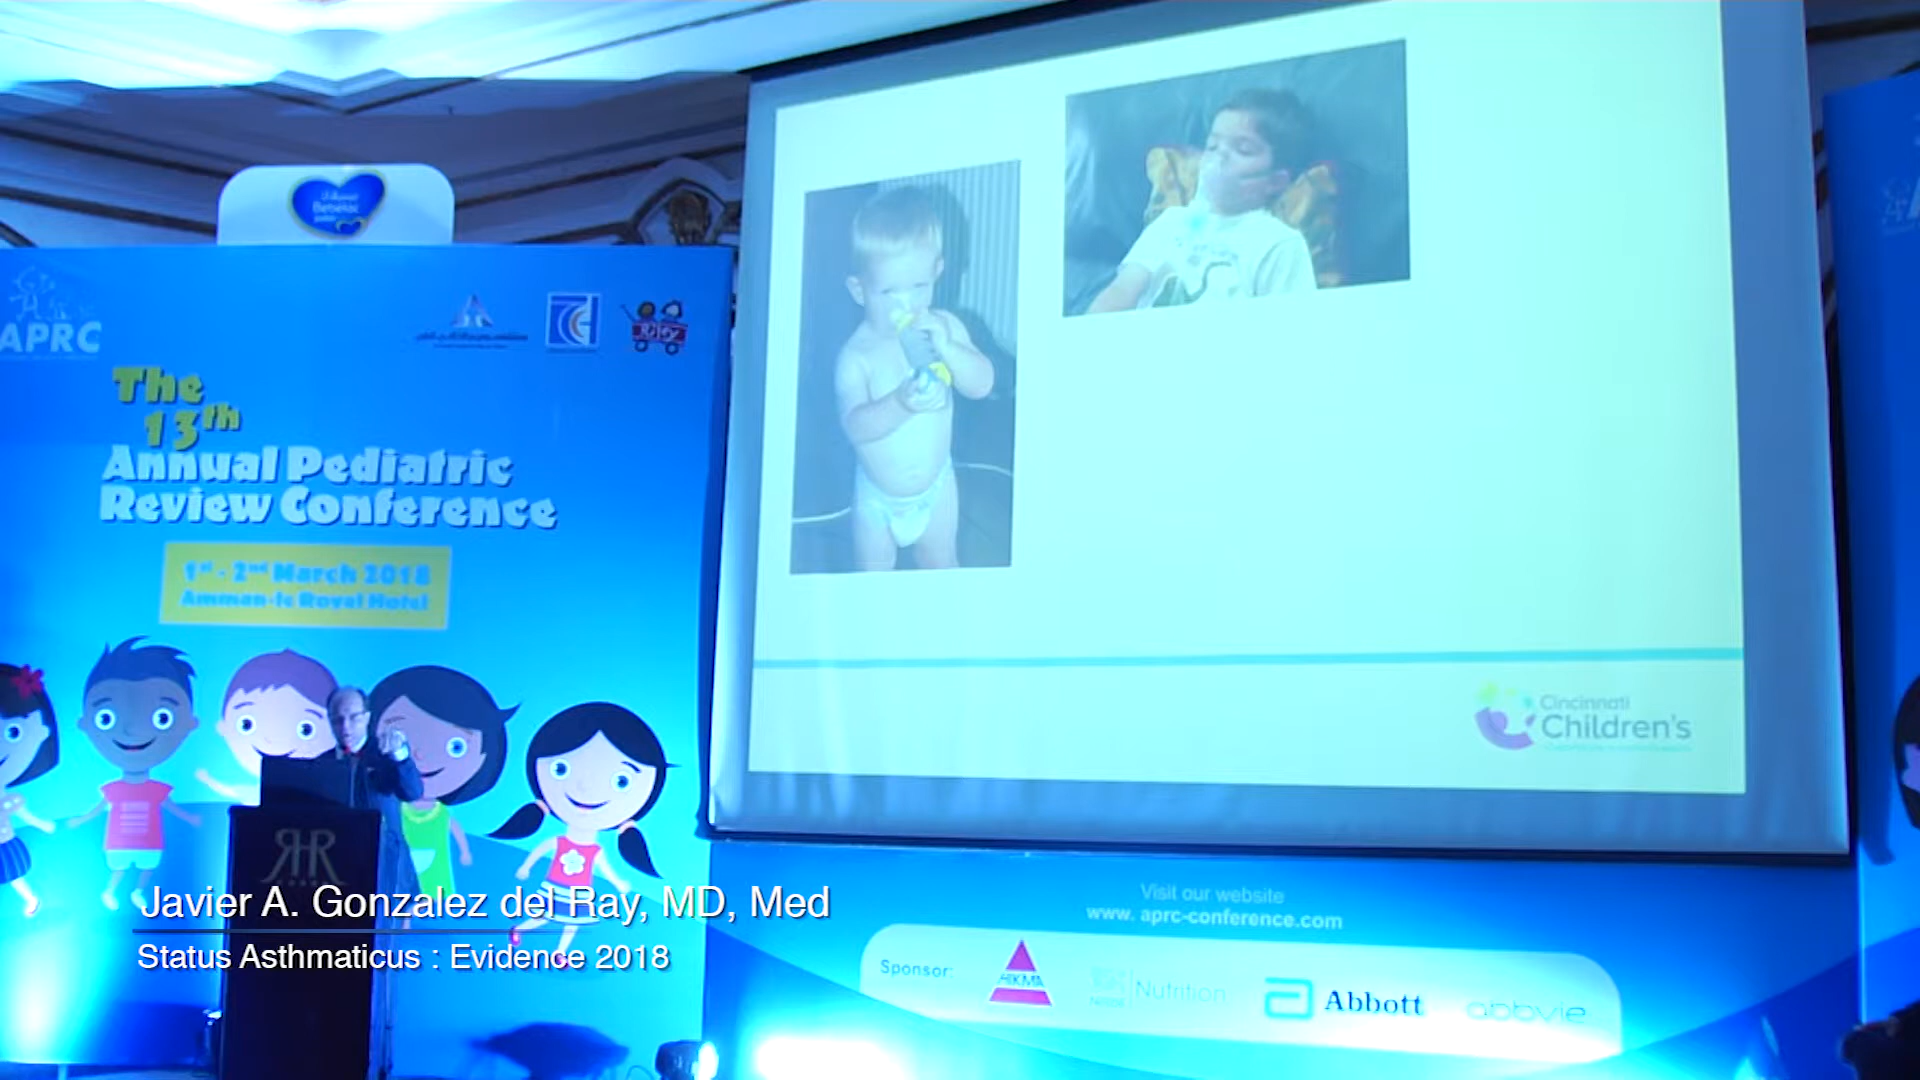 APRC
The
13th
Annual Pediatric
Review Conference
1st - 2nd March 2018
Amman-le Royal Hotel
Cincinnati
Children's
RHR
Javier A. Gonzalez del Ray, MD, Med
Status Asthmaticus : Evidence 2018
Visit our website
www. aprc-conference.com
Sponsor:
HIKMA
Nutrition
Abbott
abbvie